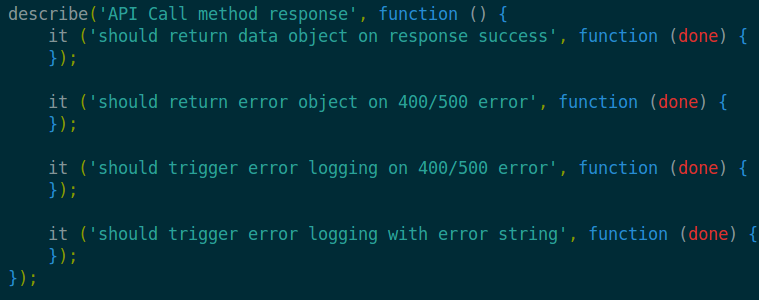 describe('API Call method response', function () {
    it ('should return data object on response success', function (done) {
    });
    it ('should return error object on 400/500 error', function (done) {
    });
    it ('should trigger error logging on 400/500 error', function (done) {
    });
    it ('should trigger error logging with error string', function (done) {
    });
});